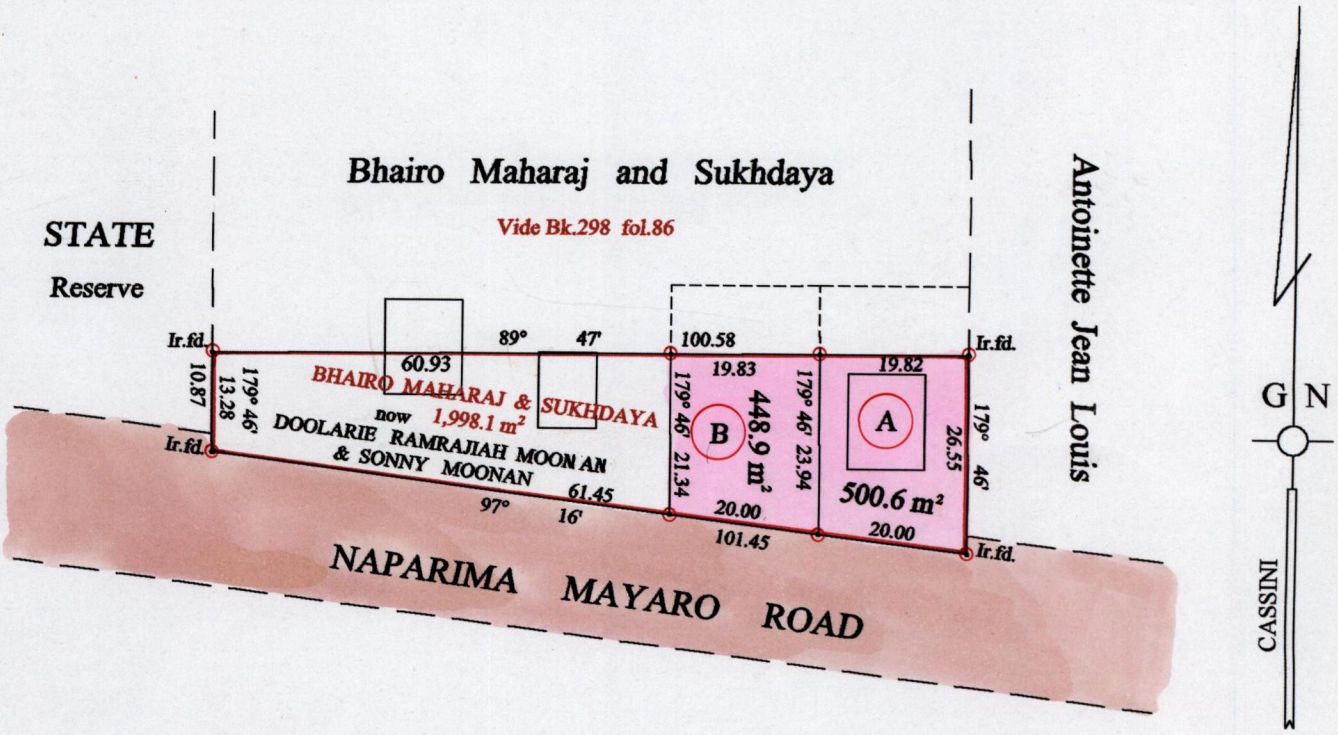 Bhairo Maharaj and Sukhdaya
Vide Bk.298 fol.86
STATE
Reserve
Antoinette Jean Louis
G N
CASSINI
Ir.fd.
89° 47'
100.58
Ir.fd.
60.93
19.83
19.82
10.87
13.28
179° 46'
BHAIRO MAHARAJ & SUKHDAYA
now 1,998.1 m²
DOOLARIE RAMRAJIAH MOONAN
& SONNY MOONAN
179° 46' 21.34
B
448.9 m²
179° 46' 23.94
A
500.6 m²
26.55
179° 46'
Ir.fd.
61.45
20.00
20.00
97° 16'
101.45
Ir.fd.
NAPARIMA MAYARO ROAD